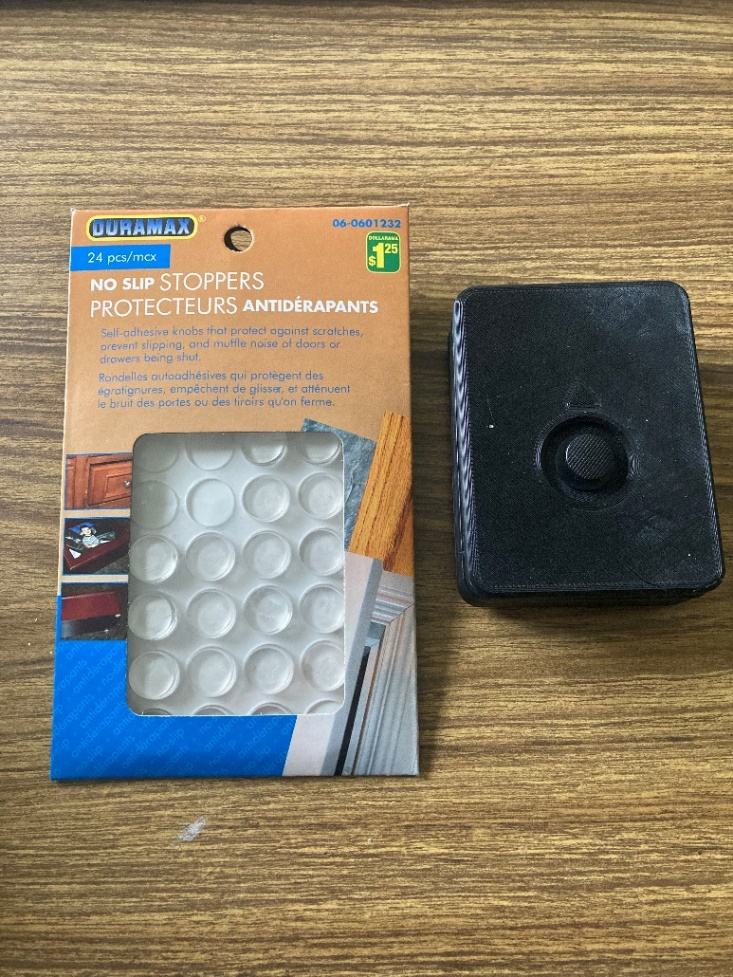 DURAMAX®
06-0601232
DOLLARAMA
$1.25
24 pcs/mcx
NO SLIP STOPPERS
PROTECTEURS ANTIDÉRAPANTS
Self-adhesive knobs that protect against scratches,
prevent slipping, and muffle noise of doors or
drawers being shut.
Rondelles autoadhésives qui protègent des
égratignures, empêchent de glisser, et atténuent
le bruit des portes ou des tiroirs qu'on ferme.